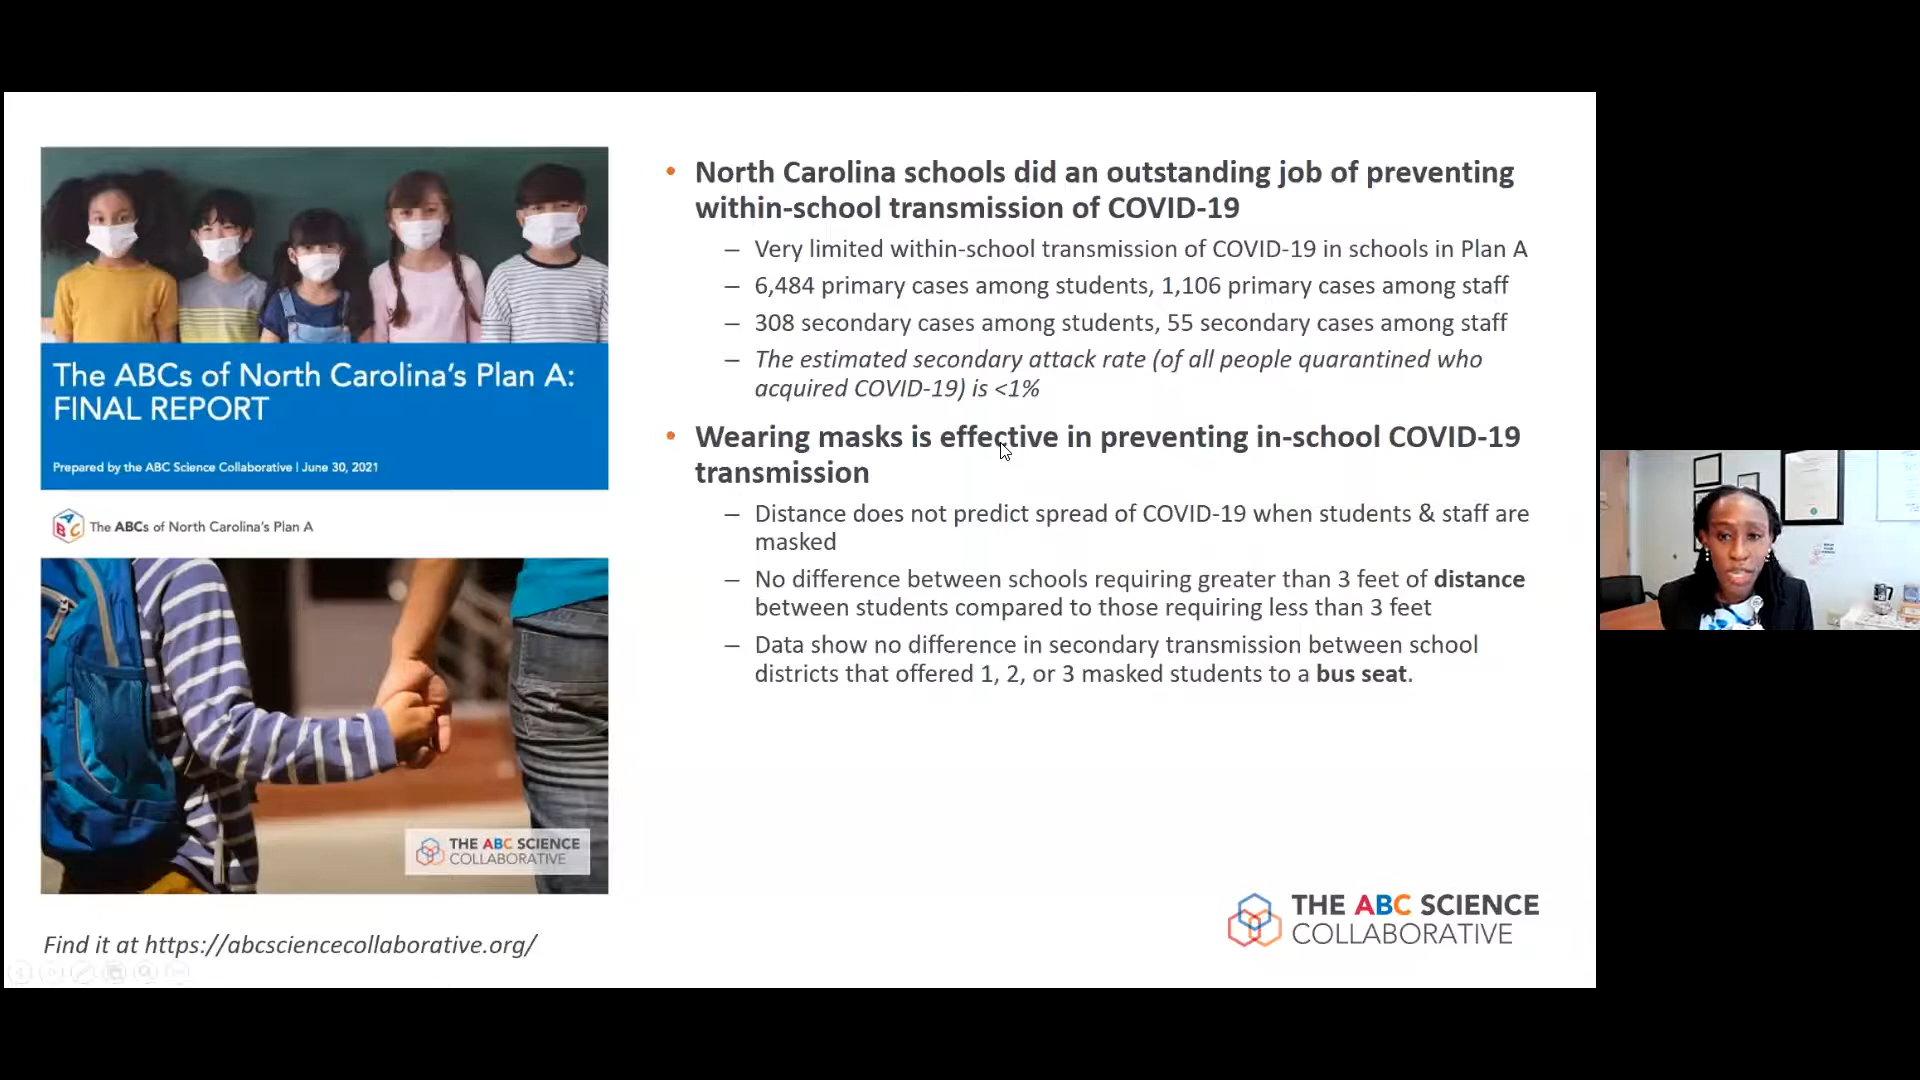 The ABCs of North Carolina's Plan A:
FINAL REPORT
Prepared by the ABC Science Collaborative | June 30, 2021
A
B C
The ABCs of North Carolina's Plan A
THE ABC SCIENCE
COLLABORATIVE
Find it at https://abcsciencecollaborative.org/
• North Carolina schools did an outstanding job of preventing
within-school transmission of COVID-19
– Very limited within-school transmission of COVID-19 in schools in Plan A
– 6,484 primary cases among students, 1,106 primary cases among staff
– 308 secondary cases among students, 55 secondary cases among staff
– The estimated secondary attack rate (of all people quarantined who
acquired COVID-19) is <1%
• Wearing masks is effective in preventing in-school COVID-19
transmission
– Distance does not predict spread of COVID-19 when students & staff are
masked
– No difference between schools requiring greater than 3 feet of distance
between students compared to those requiring less than 3 feet
– Data show no difference in secondary transmission between school
districts that offered 1, 2, or 3 masked students to a bus seat.
THE ABC SCIENCE
COLLABORATIVE